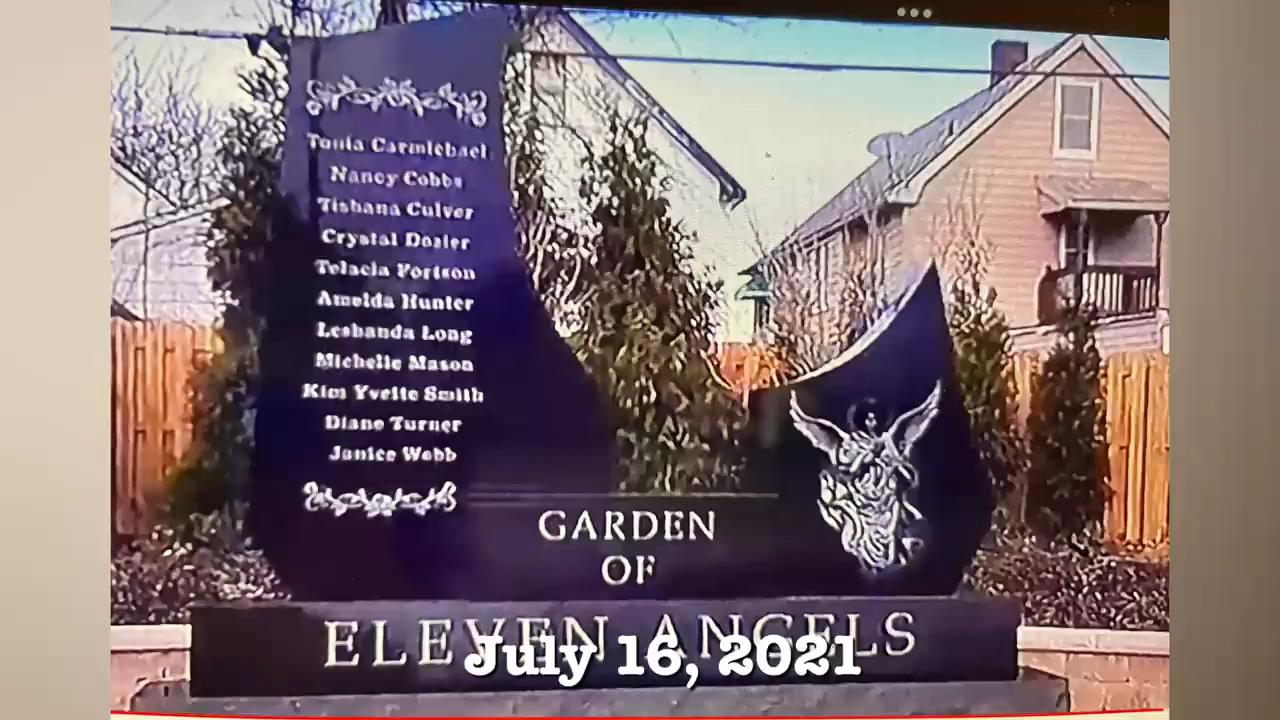 Tonia Carmichael
Nancy Cobbs
Tishana Culver
Crystal Dozier
Telacia Fortson
Amelda Hunter
Leshanda Long
Michelle Mason
Kim Yvette Smith
Diane Turner
Janice Webb
GARDEN
OF
ELEVEN ANGELS
July 16, 2021